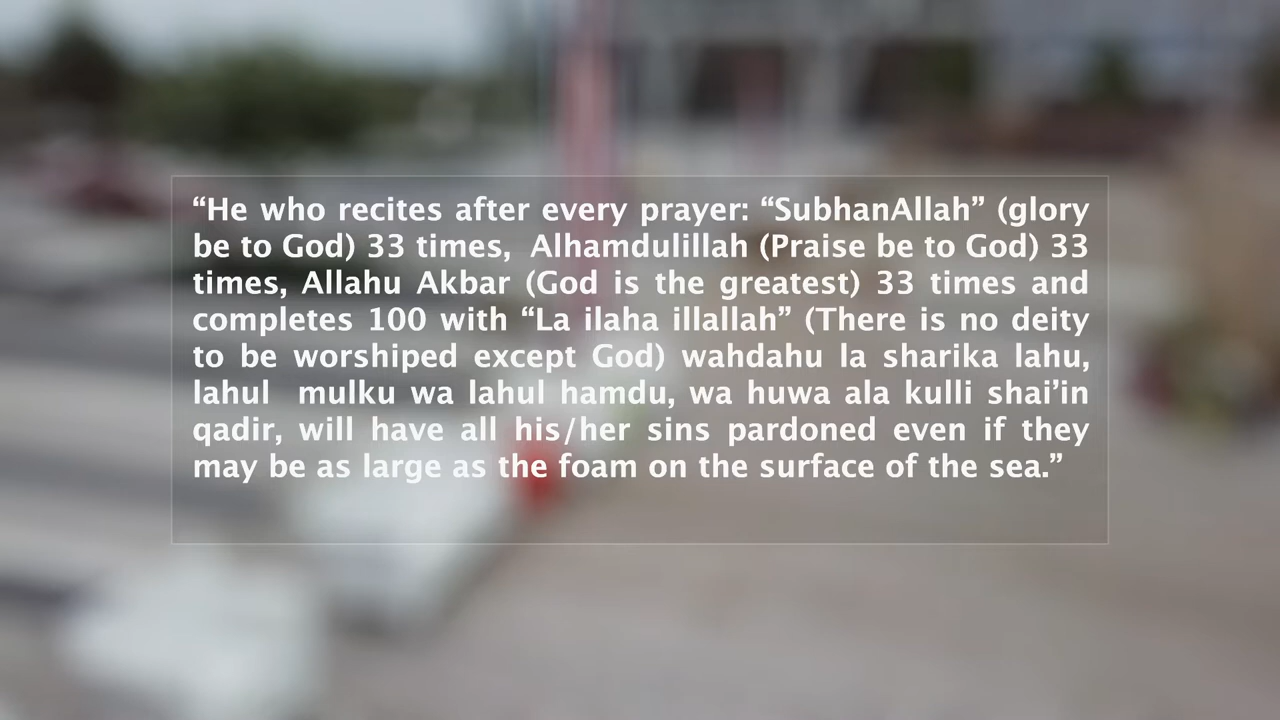 “He who recites after every prayer: “SubhanAllah” (glory
be to God) 33 times, Alhamdulillah (Praise be to God) 33
times, Allahu Akbar (God is the greatest) 33 times and
completes 100 with “La ilaha illallah” (There is no deity
to be worshiped except God) wahdahu la sharika lahu,
lahul mulku wa lahul hamdu, wa huwa ala kulli shai’in
qadir, will have all his/her sins pardoned even if they
may be as large as the foam on the surface of the sea.”